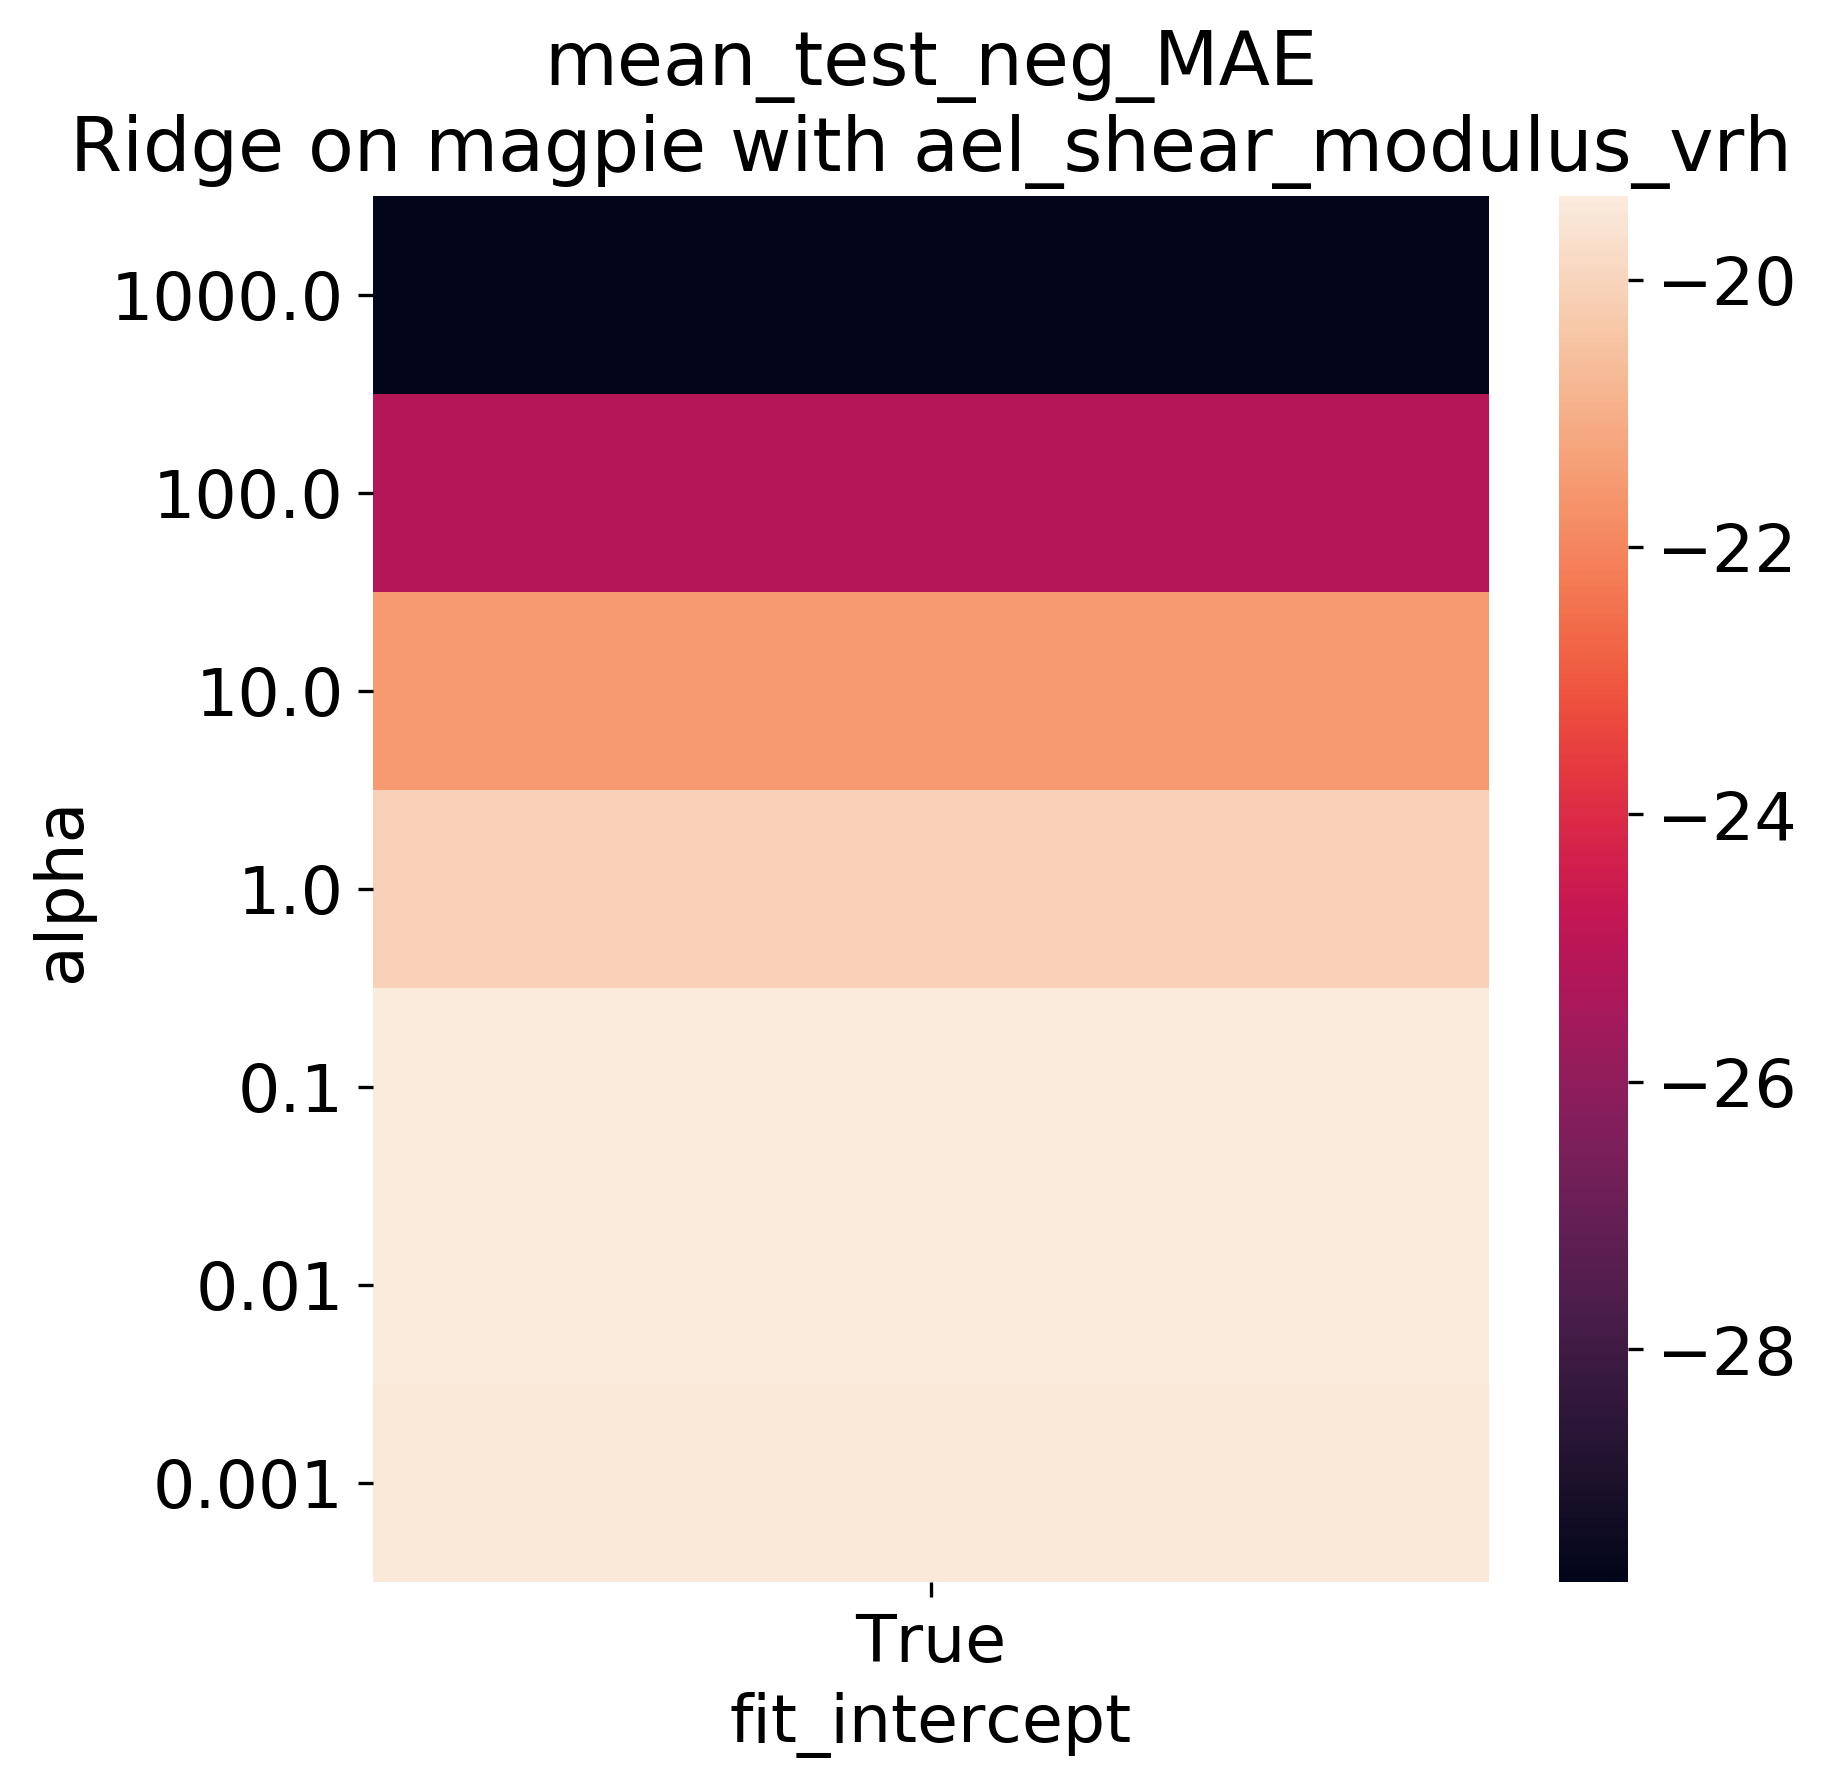 mean_test_neg_MAE
Ridge on magpie with ael_shear_modulus_vrh
alpha
1000.0
100.0
10.0
1.0
0.1
0.01
0.001
True
fit_intercept
−20
−22
−24
−26
−28